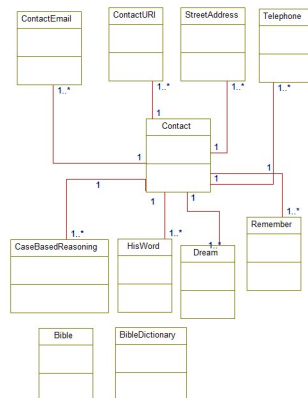 ContactEmail
ContactURI
StreetAddress
Telephone
1..*
1..*
1..*
1..*
1
Contact
1
1
1
1
1
1
1
1..*
1..*
1..*
1..*
CaseBasedReasoning
HisWord
Dream
Remember
Bible
BibleDictionary